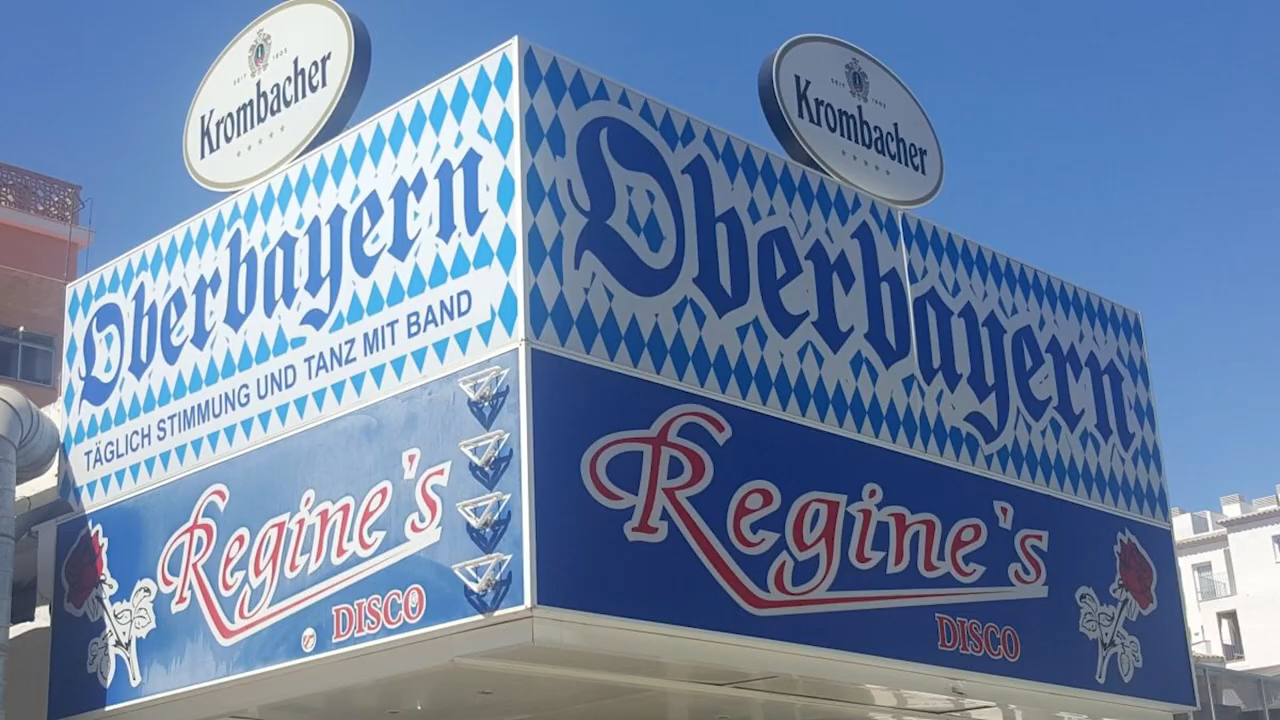 SEIT 1803
Krombacher
Oberbayern
TÄGLICH STIMMUNG UND TANZ MIT BAND
Regine's
DISCO
SEIT 1803
Krombacher
Oberbayern
Regine's
DISCO